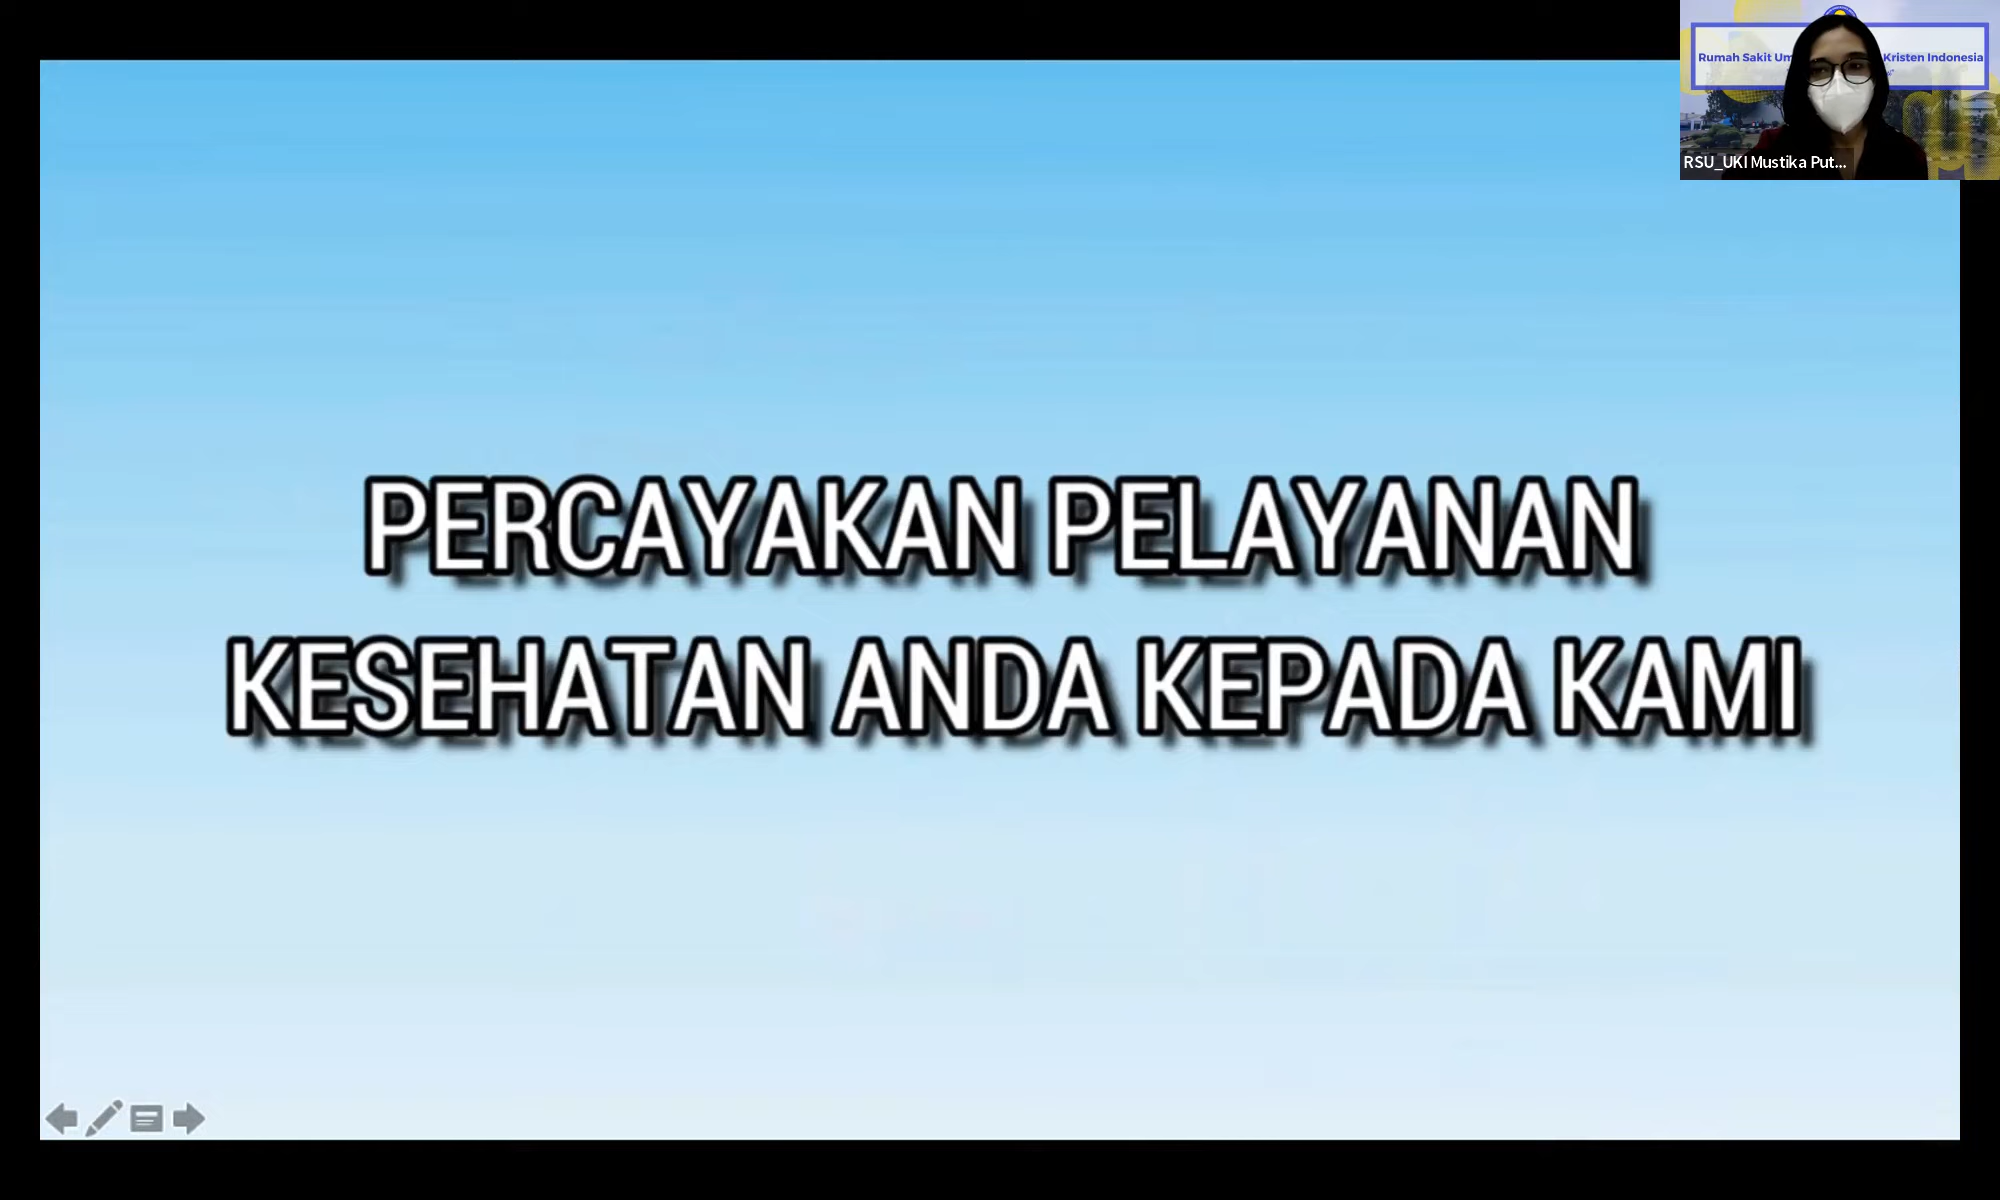 PERCAYAKAN PELAYANAN
KESEHATAN ANDA KEPADA KAMI
Rumah Sakit Um
Kristen Indonesia
RSU_UKI Mustika Put...